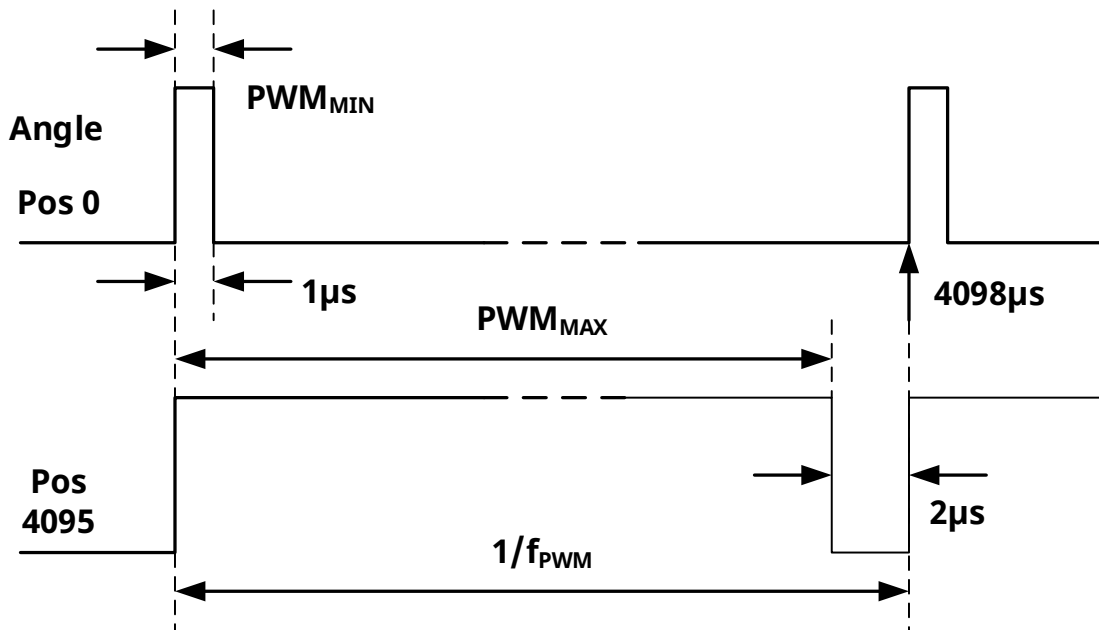 PWMMIN
Angle
Pos 0
1µs
4098µs
PWMMAX
Pos
4095
2µs
1/fPWM